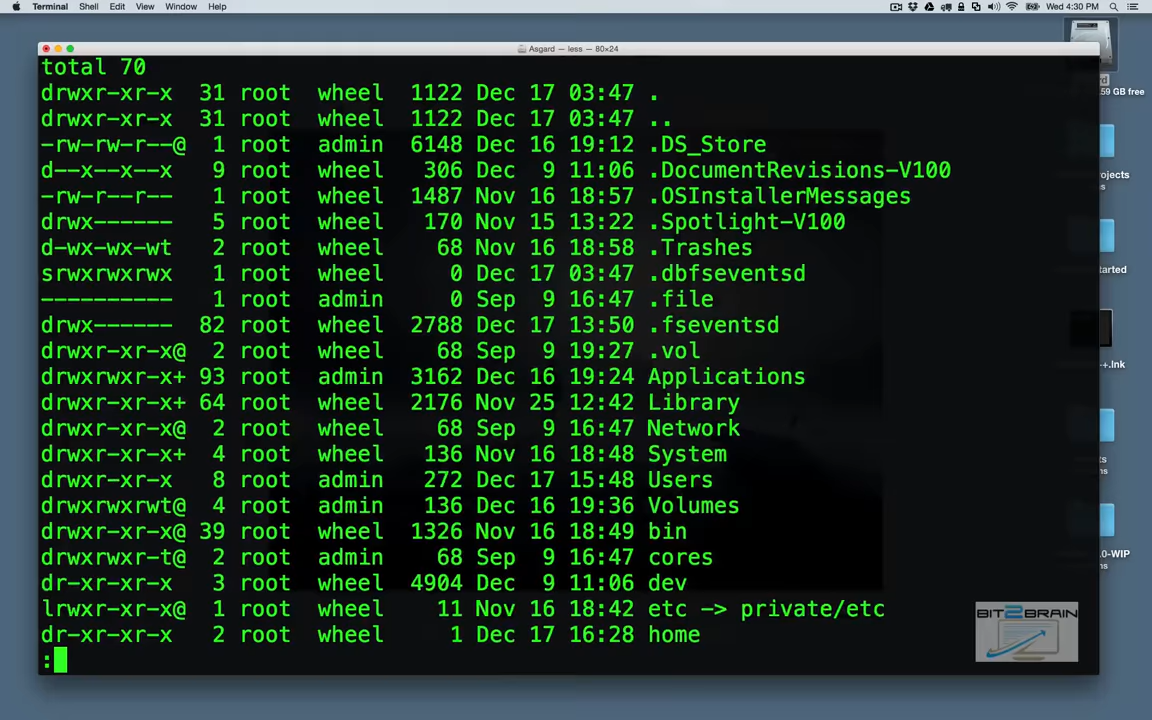 Terminal Shell Edit View Window Help
Wed 4:30 PM
Asgard — less — 80×24
total 70
drwxr-xr-x 31 root wheel 1122 Dec 17 03:47 .
drwxr-xr-x 31 root wheel 1122 Dec 17 03:47 ..
-rw-rw-r--@ 1 root admin 6148 Dec 16 19:12 .DS_Store
d--x--x--x 9 root wheel 306 Dec 9 11:06 .DocumentRevisions-V100
-rw-r--r-- 1 root wheel 1487 Nov 16 18:57 .OSInstallerMessages
drwx------ 5 root wheel 170 Nov 15 13:22 .Spotlight-V100
d-wx-wx-wt 2 root wheel 68 Nov 16 18:58 .Trashes
srwxrwxrwx 1 root wheel 0 Dec 17 03:47 .dbfseventsd
---------- 1 root admin 0 Sep 9 16:47 .file
drwx------ 82 root wheel 2788 Dec 17 13:50 .fseventsd
drwxr-xr-x@ 2 root wheel 68 Sep 9 19:27 .vol
drwxrwxr-x+ 93 root admin 3162 Dec 16 19:24 Applications
drwxr-xr-x+ 64 root wheel 2176 Nov 25 12:42 Library
drwxr-xr-x@ 2 root wheel 68 Sep 9 16:47 Network
drwxr-xr-x+ 4 root wheel 136 Nov 16 18:48 System
drwxr-xr-x 8 root admin 272 Dec 17 15:48 Users
drwxrwxrwt@ 4 root admin 136 Dec 16 19:36 Volumes
drwxr-xr-x@ 39 root wheel 1326 Nov 16 18:49 bin
drwxrwxr-t@ 2 root admin 68 Sep 9 16:47 cores
dr-xr-xr-x 3 root wheel 4904 Dec 9 11:06 dev
lrwxr-xr-x@ 1 root wheel 11 Nov 16 18:42 etc -> private/etc
dr-xr-xr-x 2 root wheel 1 Dec 17 16:28 home
:
59 GB free
BIT2BRAIN